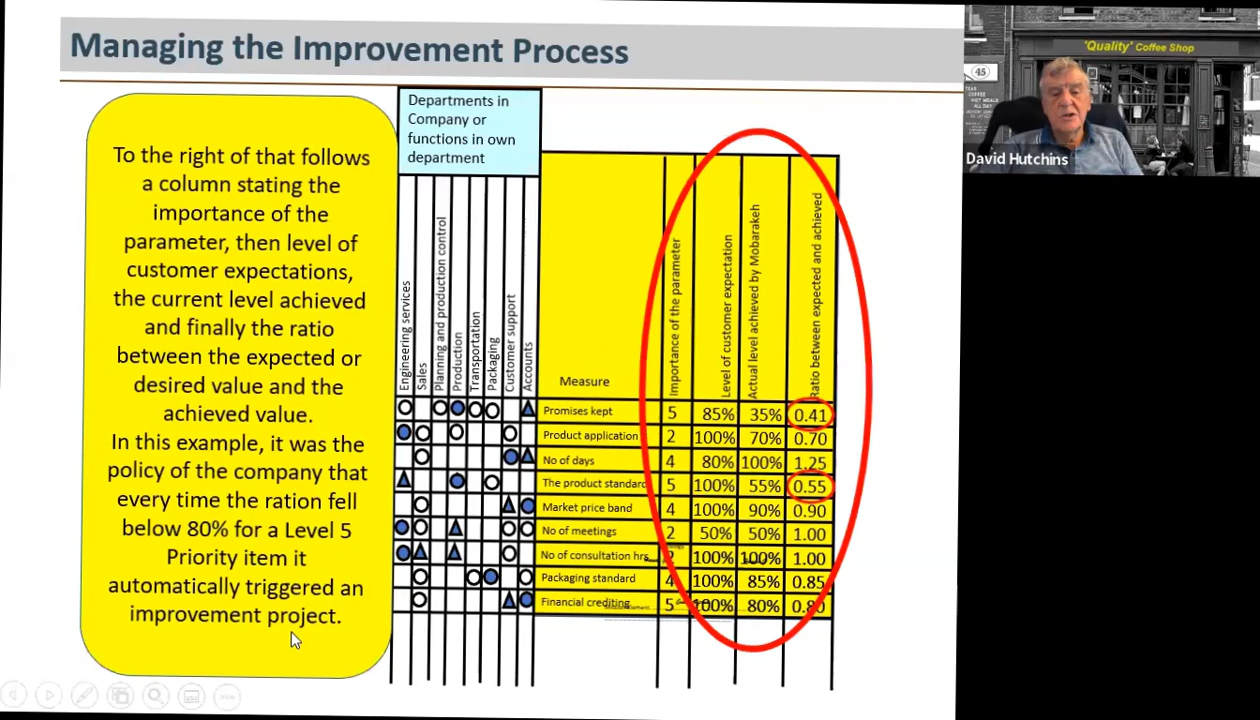 Managing the Improvement Process
To the right of that follows
a column stating the
importance of the
parameter, then level of
customer expectations,
the current level achieved
and finally the ratio
between the expected or
desired value and the
achieved value.
In this example, it was the
policy of the company that
every time the ration fell
below 80% for a Level 5
Priority item it
automatically triggered an
improvement project.
Departments in
Company or
functions in own
department
Engineering services
Sales
Planning and production control
Production
Transportation
Packaging
Customer support
Accounts
Measure
Importance of the parameter
Level of customer expectation
Actual level achieved by Mobarakeh
Ratio between expected and achieved
Promises kept 5 85% 35% 0.41
Product application 2 100% 70% 0.70
No of days 4 80% 100% 1.25
The product standard 5 100% 55% 0.55
Market price band 4 100% 90% 0.90
No of meetings 2 50% 50% 1.00
No of consultation hrs 100% 100% 1.00
Packaging standard 4 100% 85% 0.85
Financial crediting 5 100% 80% 0.80
'Quality' Coffee Shop
45
TEAS
COFFEE
HOT MEALS
ALL DAY
David Hutchins